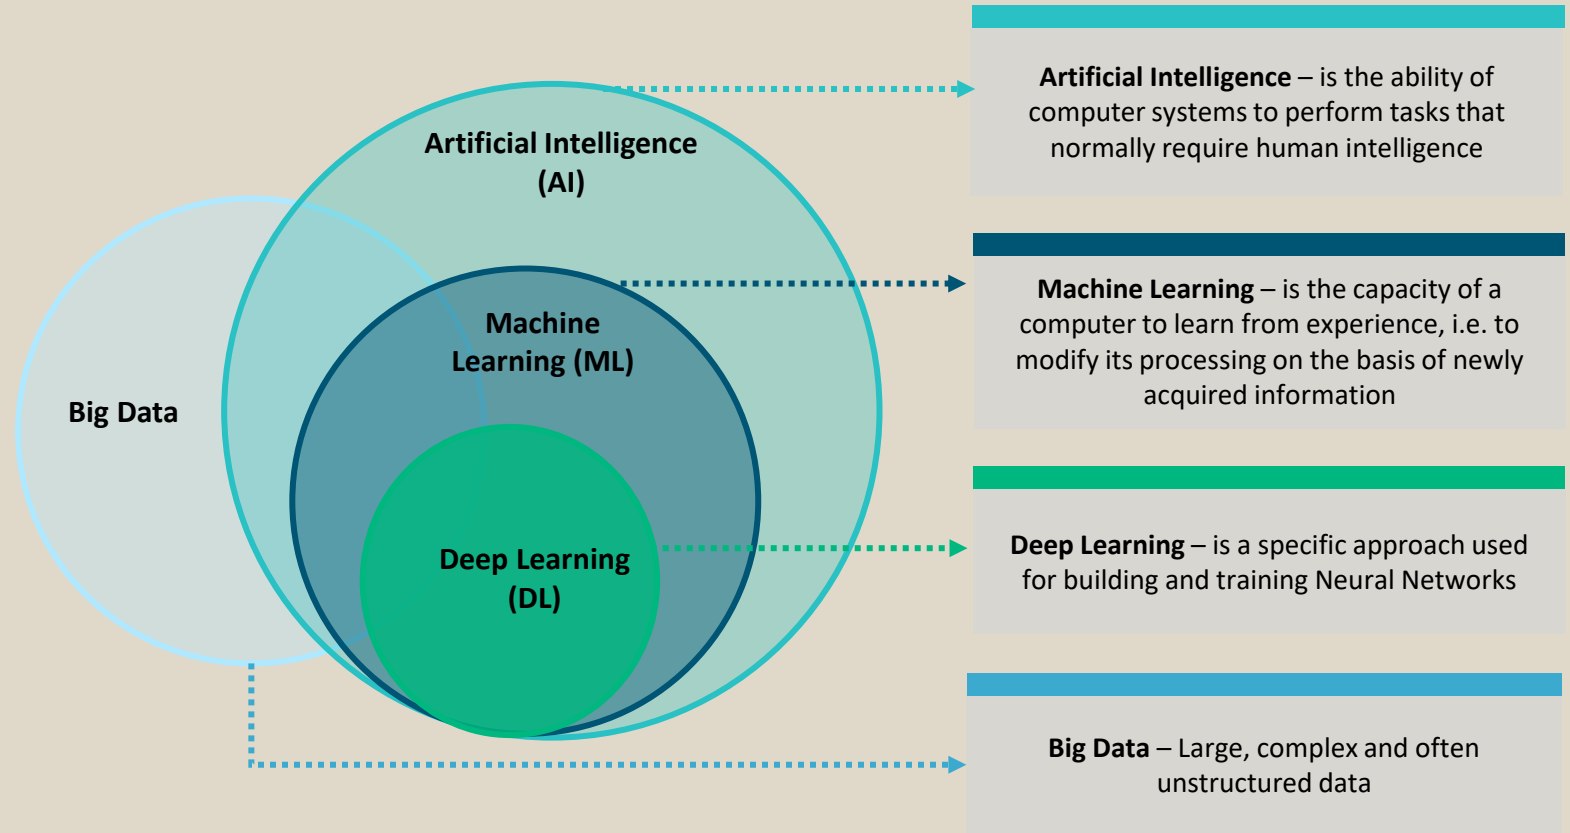 Artificial Intelligence
(AI)
Machine
Learning (ML)
Big Data
Deep Learning
(DL)
Artificial Intelligence – is the ability of
computer systems to perform tasks that
normally require human intelligence
Machine Learning – is the capacity of a
computer to learn from experience, i.e. to
modify its processing on the basis of newly
acquired information
Deep Learning – is a specific approach used
for building and training Neural Networks
Big Data – Large, complex and often
unstructured data